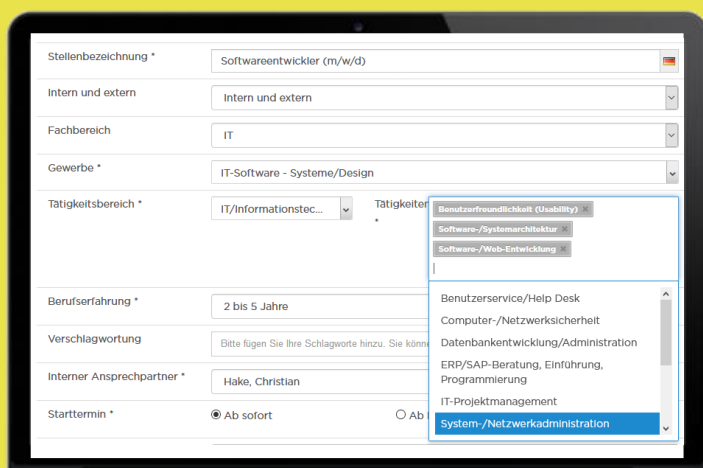 Stellenbezeichnung *
Softwareentwickler (m/w/d)
Intern und extern
Intern und extern
Fachbereich
IT
Gewerbe *
IT-Software - Systeme/Design
Tätigkeitsbereich *
IT/Informationstec...
Tätigkeiten
*
Benutzerfreundlichkeit (Usability) ×
Software-/Systemarchitektur ×
Software-/Web-Entwicklung ×
Berufserfahrung *
2 bis 5 Jahre
Verschlagwortung
Bitte fügen Sie Ihre Schlagworte hinzu. Sie
Interner Ansprechpartner *
Hake, Christian
Starttermin *
Ab sofort
Ab
Benutzerservice/Help Desk
Computer-/Netzwerksicherheit
Datenbankentwicklung/Administration
ERP/SAP-Beratung, Einführung,
Programmierung
IT-Projektmanagement
System-/Netzwerkadministration